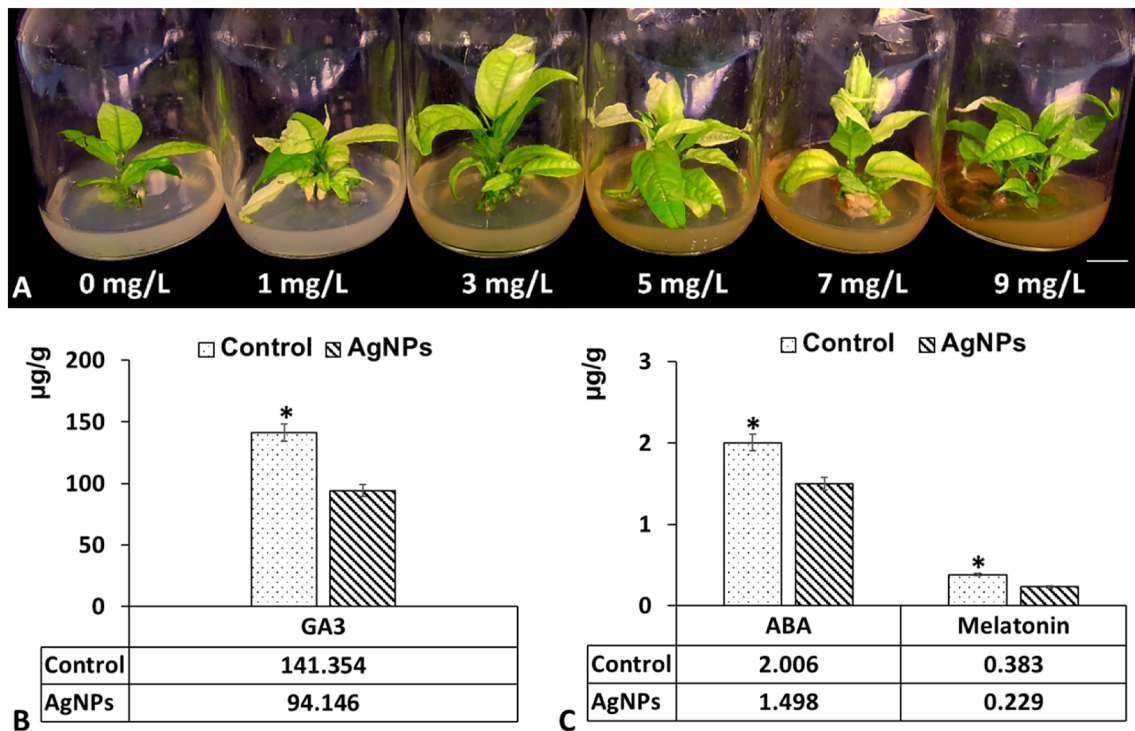 A 0 mg/L 1 mg/L 3 mg/L 5 mg/L 7 mg/L 9 mg/L
Control AgNPs
µg/g
200
150
100
50
0
*
GA3
Control 141.354
AgNPs 94.146
B
Control AgNPs
µg/g
3
2
1
0
*
*
ABA Melatonin
Control 2.006 0.383
AgNPs 1.498 0.229
C